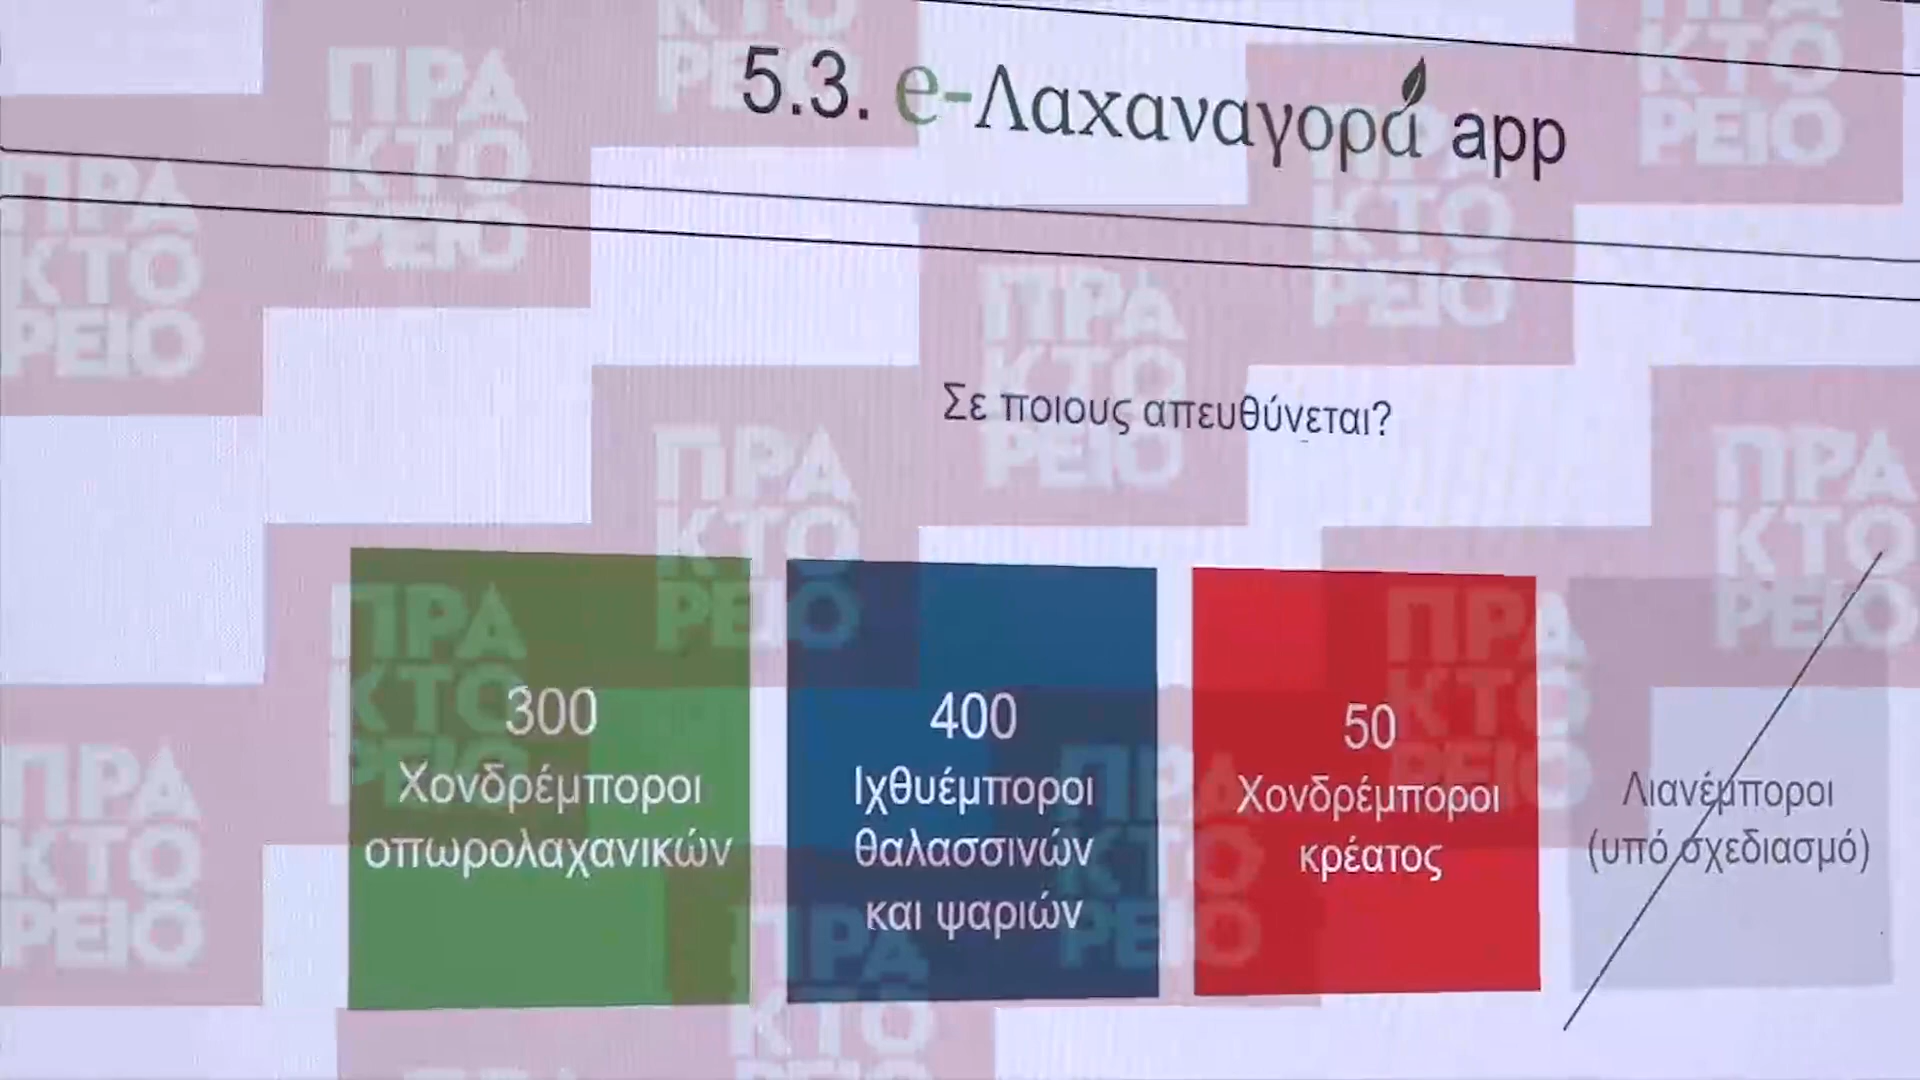 5.3. e-Λαχαναγορά app
Σε ποιους απευθύνεται?
300
Χονδρέμποροι
οπωρολαχανικών
400
Ιχθυέμποροι
θαλασσινών
και ψαριών
50
Χονδρέμποροι
κρέατος
Λιανέμποροι
(υπό σχεδιασμό)
ΠΡΑ
ΚΤΟ
ΡΕΙΟ